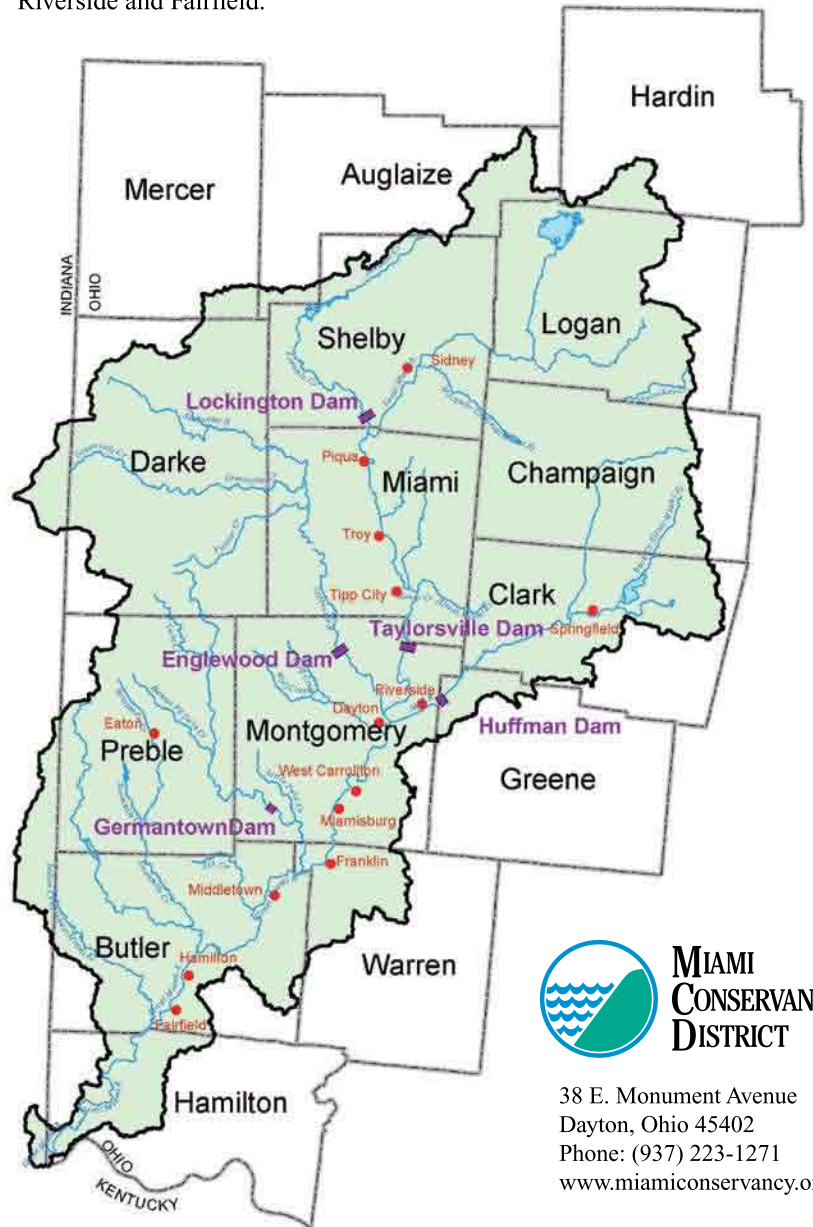 Riverside and Fairfield.
Hardin
Mercer
Auglaize
INDIANA
OHIO
Shelby
Logan
Sidney
Lockington Dam
Darke
Piqua
Miami
Champaign
Troy
Tipp City
Clark
Springfield
Taylorsville Dam
Englewood Dam
Riverside
Dayton
Eaton
Montgomery
Huffman Dam
Preble
West Carrollton
Greene
Miamisburg
GermantownDam
Franklin
Middletown
Butler
Hamilton
Warren
Fairfield
Hamilton
OHIO
KENTUCKY
MIAMI
CONSERVAN
DISTRICT
38 E. Monument Avenue
Dayton, Ohio 45402
Phone: (937) 223-1271
www.miamiconservancy.o